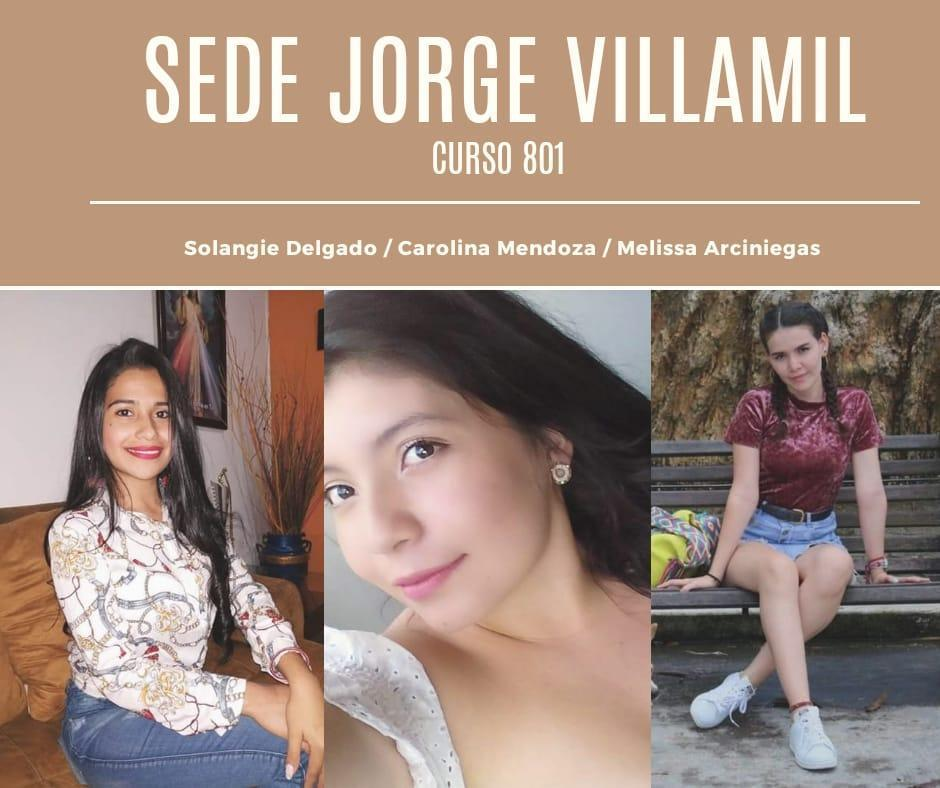 SEDE JORGE VILLAMIL
CURSO 801
Solangie Delgado / Carolina Mendoza / Melissa Arciniegas